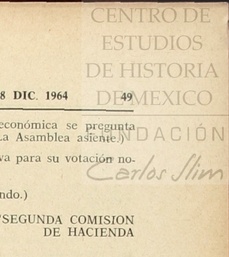 CENTRO DE
ESTUDIOS
DE HISTORIA
DE MEXICO
8 DIC. 1964 49
económica se pregunta
La Asamblea asiente.)
FUNDACIÓN
va para su votación no-
Carlos Slim
ndo.)
SEGUNDA COMISION
DE HACIENDA